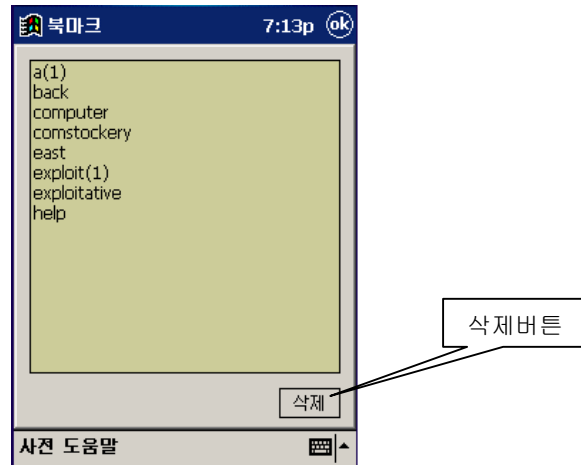 북마크 7:13p ok
a(1)
back
computer
comstockery
east
exploit(1)
exploitative
help
삭제버튼
삭제
사전 도움말